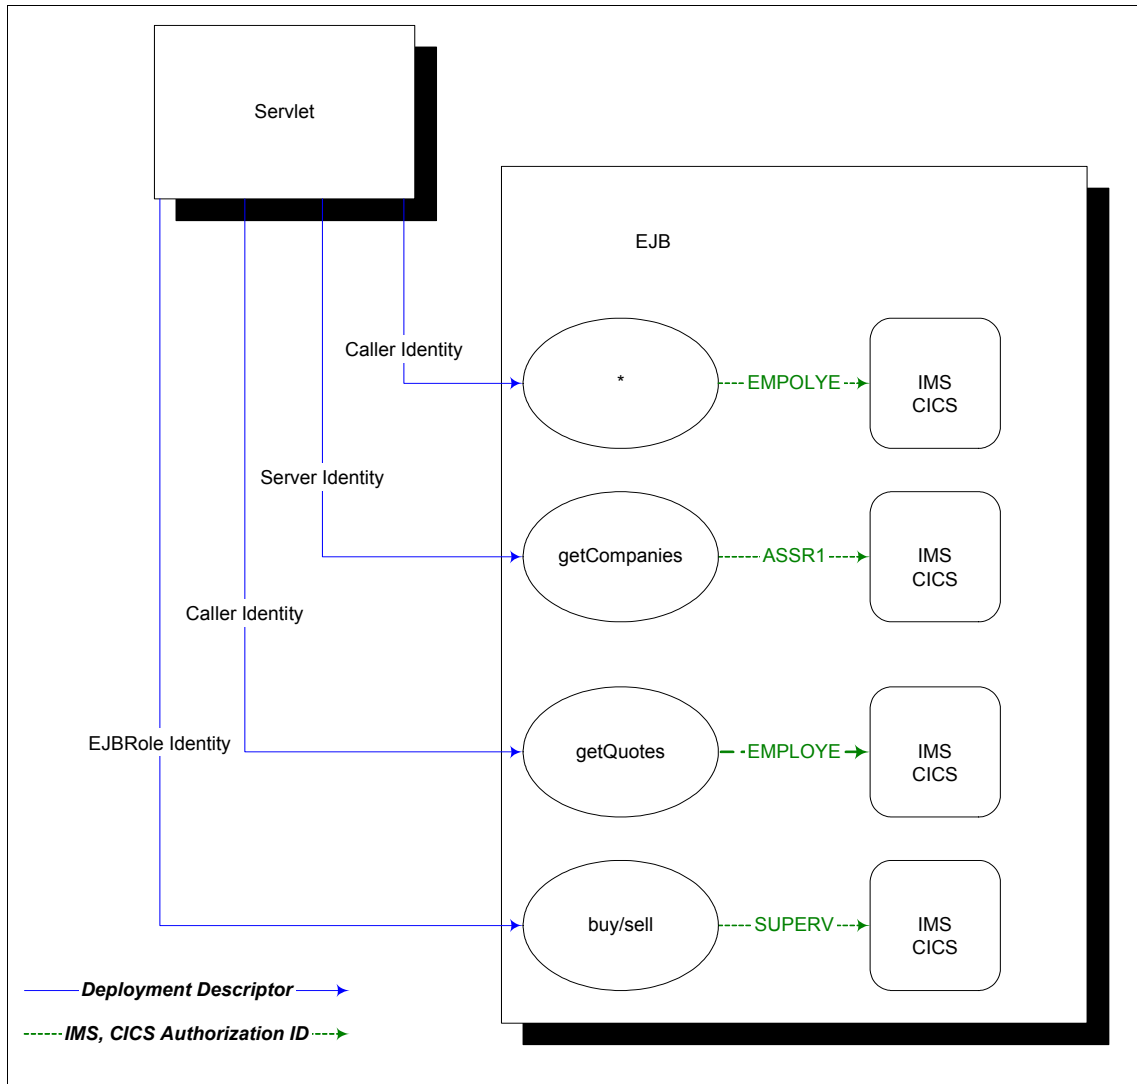 Servlet
EJB
Caller Identity
*
EMPOLYE
IMS
CICS
Server Identity
getCompanies
ASSR1
IMS
CICS
Caller Identity
getQuotes
EMPLOYE
IMS
CICS
EJBRole Identity
buy/sell
SUPERV
IMS
CICS
Deployment Descriptor
IMS, CICS Authorization ID